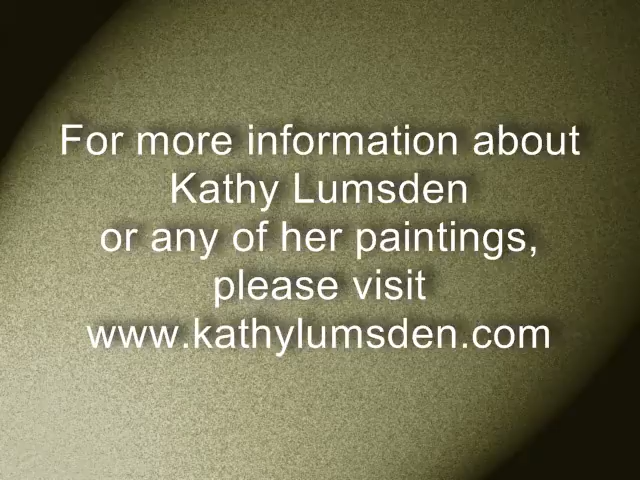 For more information about
Kathy Lumsden
or any of her paintings,
please visit
www.kathylumsden.com